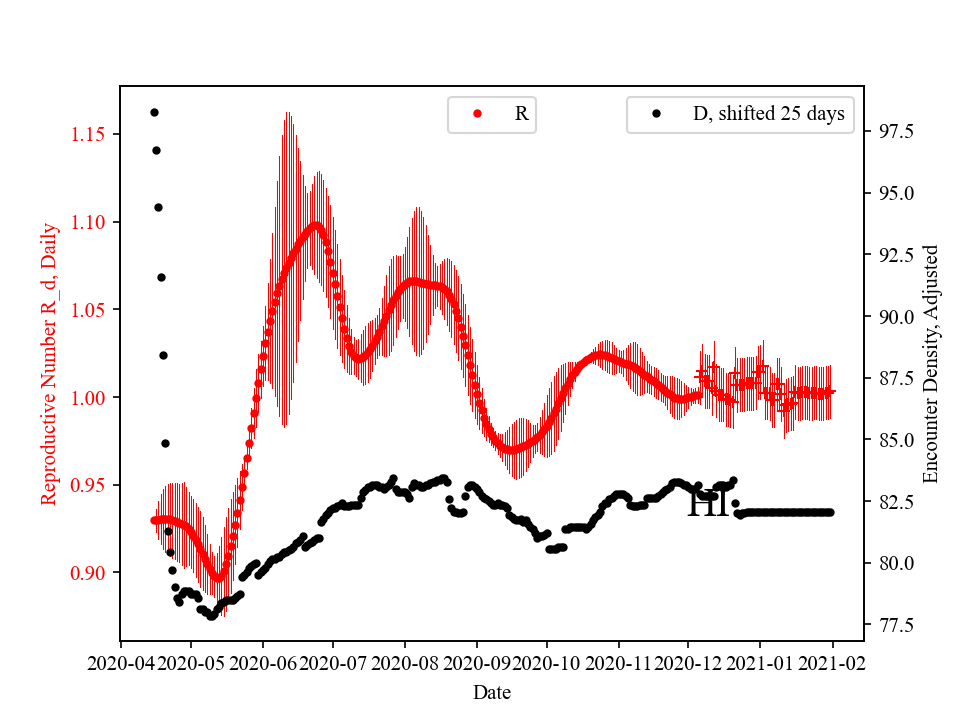 R
D, shifted 25 days
Reproductive Number R_d, Daily
1.15
1.10
1.05
1.00
0.95
0.90
97.5
95.0
92.5
90.0
87.5
85.0
82.5
80.0
77.5
Encounter Density, Adjusted
HI
2020-04 2020-05 2020-06 2020-07 2020-08 2020-09 2020-10 2020-11 2020-12 2021-01 2021-02
Date